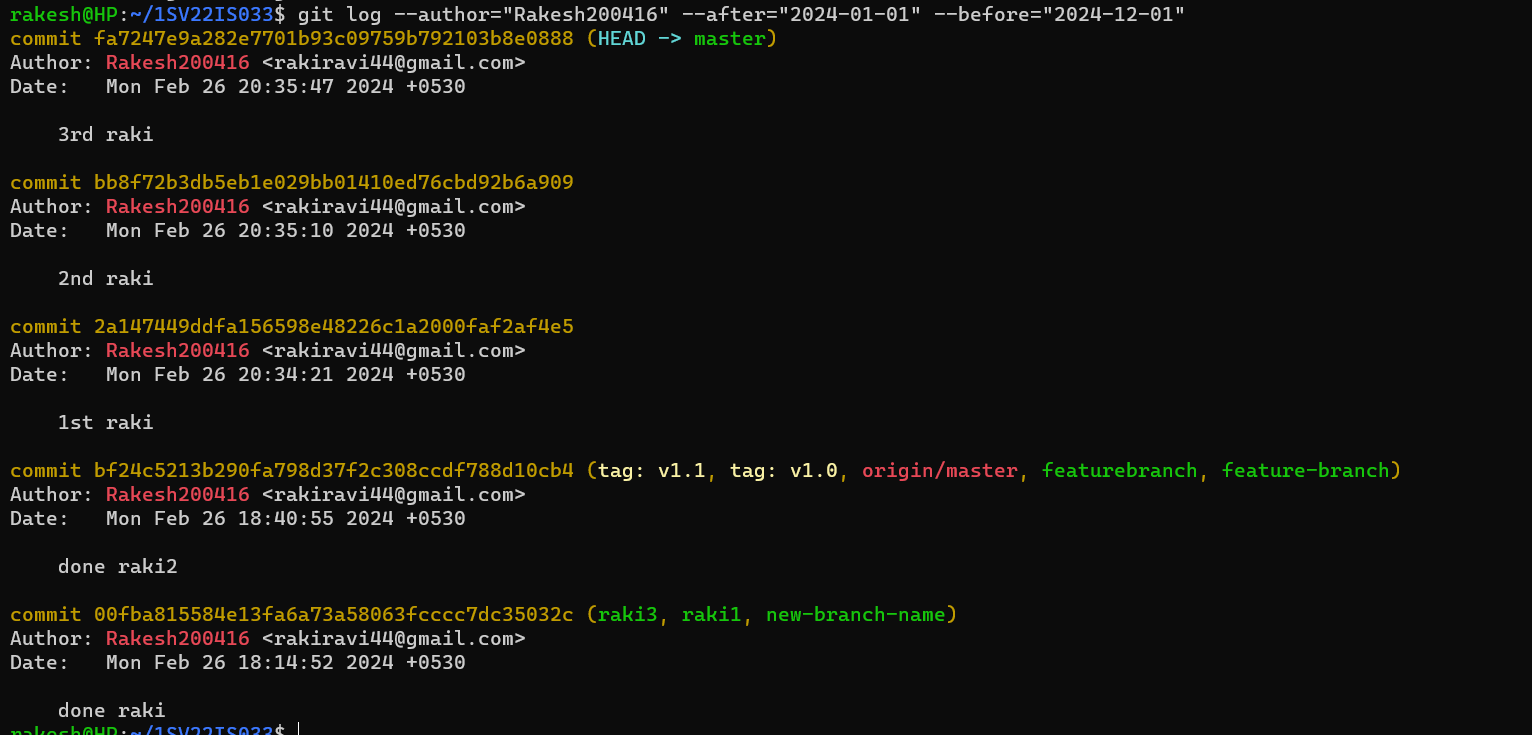 rakesh@HP:~/1SV22IS033$ git log --author="Rakesh200416" --after="2024-01-01" --before="2024-12-01"
commit fa7247e9a282e7701b93c09759b792103b8e0888 (HEAD -> master)
Author: Rakesh200416 <rakiravi44@gmail.com>
Date:   Mon Feb 26 20:35:47 2024 +0530
    3rd raki
commit bb8f72b3db5eb1e029bb01410ed76cbd92b6a909
Author: Rakesh200416 <rakiravi44@gmail.com>
Date:   Mon Feb 26 20:35:10 2024 +0530
    2nd raki
commit 2a147449ddfa156598e48226c1a2000faf2af4e5
Author: Rakesh200416 <rakiravi44@gmail.com>
Date:   Mon Feb 26 20:34:21 2024 +0530
    1st raki
commit bf24c5213b290fa798d37f2c308ccdf788d10cb4 (tag: v1.1, tag: v1.0, origin/master, featurebranch, feature-branch)
Author: Rakesh200416 <rakiravi44@gmail.com>
Date:   Mon Feb 26 18:40:55 2024 +0530
    done raki2
commit 00fba815584e13fa6a73a58063fcccc7dc35032c (raki3, raki1, new-branch-name)
Author: Rakesh200416 <rakiravi44@gmail.com>
Date:   Mon Feb 26 18:14:52 2024 +0530
    done raki
rakesh@HP:~/1SV22IS033$